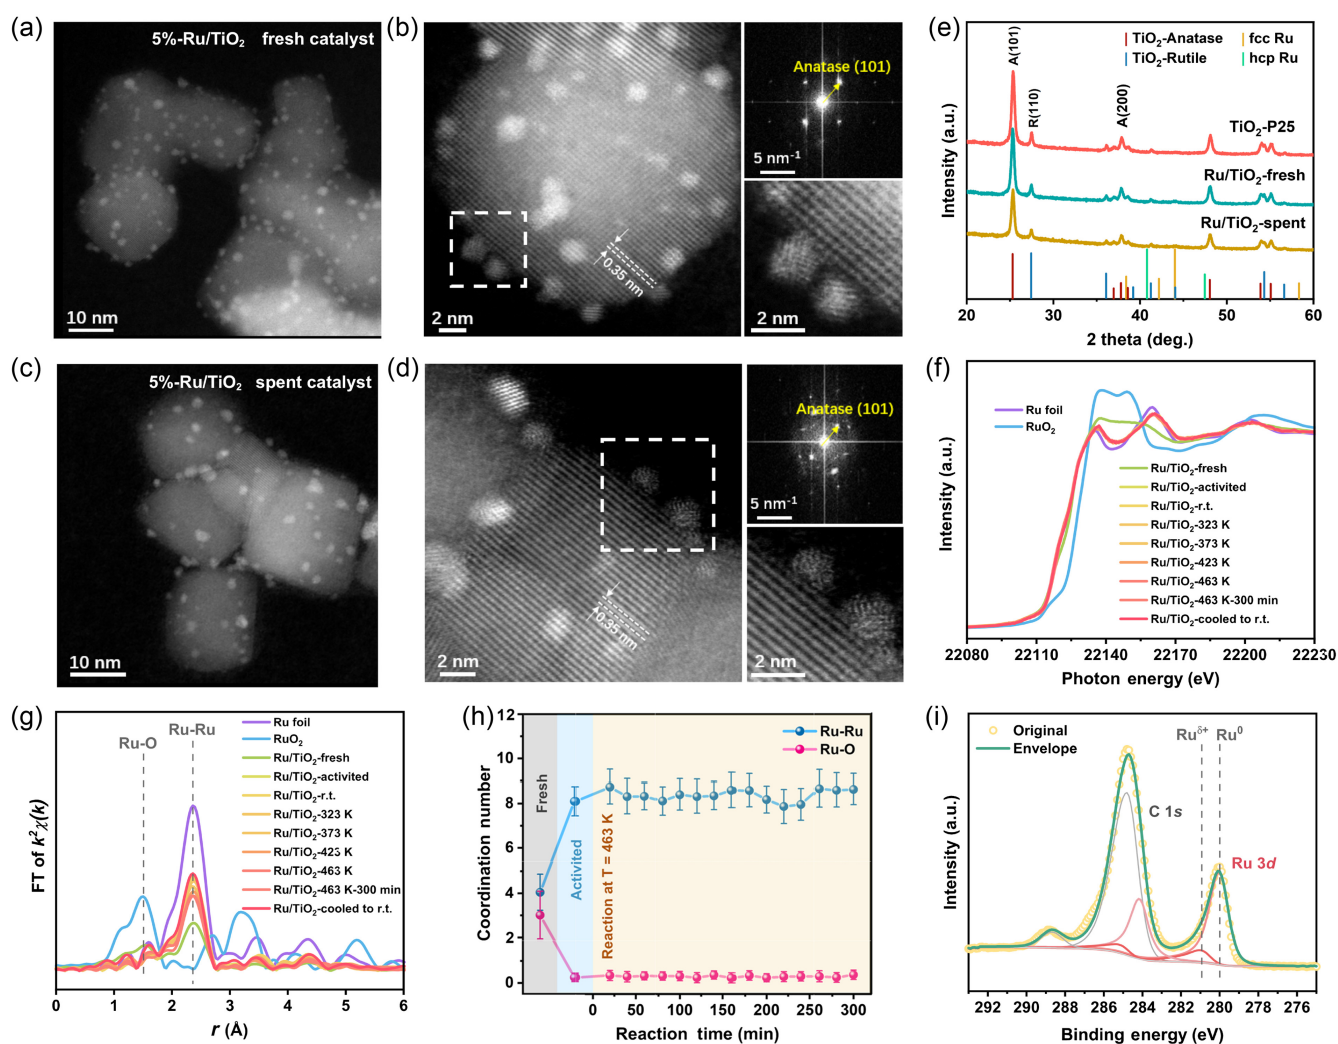 (a)
5%-Ru/TiO2 fresh catalyst
10 nm
(b)
0.35 nm
2 nm
Anatase (101)
5 nm-1
2 nm
(c)
5%-Ru/TiO2 spent catalyst
10 nm
(d)
0.35 nm
2 nm
Anatase (101)
5 nm-1
2 nm
(e)
TiO2-Anatase
fcc Ru
TiO2-Rutile
hcp Ru
A(101)
R(110)
A(200)
TiO2-P25
Ru/TiO2-fresh
Ru/TiO2-spent
Intensity (a.u.)
20 30 40 50 60
2 theta (deg.)
(f)
Ru foil
RuO2
Ru/TiO2-fresh
Ru/TiO2-activited
Ru/TiO2-r.t.
Ru/TiO2-323 K
Ru/TiO2-373 K
Ru/TiO2-423 K
Ru/TiO2-463 K
Ru/TiO2-463 K-300 min
Ru/TiO2-cooled to r.t.
Intensity (a.u.)
22080 22110 22140 22170 22200 22230
Photon energy (eV)
(g)
Ru-O
Ru-Ru
Ru foil
RuO2
Ru/TiO2-fresh
Ru/TiO2-activited
Ru/TiO2-r.t.
Ru/TiO2-323 K
Ru/TiO2-373 K
Ru/TiO2-423 K
Ru/TiO2-463 K
Ru/TiO2-463 K-300 min
Ru/TiO2-cooled to r.t.
FT of k2χ(k)
0 1 2 3 4 5 6
r (Å)
(h)
12
10
8
6
4
2
0
Coordination number
Fresh
Activited
Reaction at T = 463 K
Ru-Ru
Ru-O
0 50 100 150 200 250 300
Reaction time (min)
(i)
Original
Envelope
Ruδ+
Ru0
C 1s
Ru 3d
Intensity (a.u.)
292 288 284 280 276
Binding energy (eV)